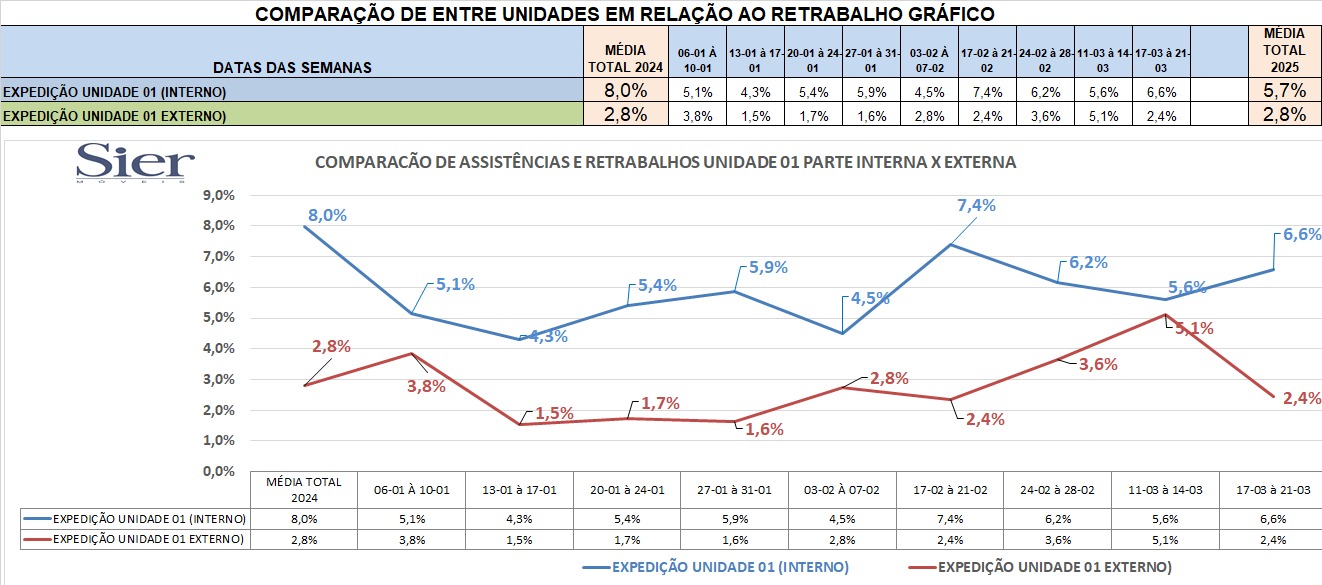 COMPARAÇÃO DE ENTRE UNIDADES EM RELAÇÃO AO RETRABALHO GRÁFICO
DATAS DAS SEMANAS MÉDIA TOTAL 2024 06-01 À 10-01 13-01 à 17-01 20-01 à 24-01 27-01 à 31-01 03-02 À 07-02 17-02 à 21-02 24-02 à 28-02 11-03 à 14-03 17-03 à 21-03 MÉDIA TOTAL 2025
EXPEDIÇÃO UNIDADE 01 (INTERNO) 8,0% 5,1% 4,3% 5,4% 5,9% 4,5% 7,4% 6,2% 5,6% 6,6% 5,7%
EXPEDIÇÃO UNIDADE 01 EXTERNO) 2,8% 3,8% 1,5% 1,7% 1,6% 2,8% 2,4% 3,6% 5,1% 2,4% 2,8%
Sier
MÓVEIS
COMPARACÃO DE ASSISTÊNCIAS E RETRABALHOS UNIDADE 01 PARTE INTERNA X EXTERNA
9,0%
8,0%
7,0%
6,0%
5,0%
4,0%
3,0%
2,0%
1,0%
0,0%
8,0% 5,1% 4,3% 5,4% 5,9% 4,5% 7,4% 6,2% 5,6% 6,6%
2,8% 3,8% 1,5% 1,7% 1,6% 2,8% 2,4% 3,6% 5,1% 2,4%
MÉDIA TOTAL 2024 06-01 À 10-01 13-01 à 17-01 20-01 à 24-01 27-01 à 31-01 03-02 À 07-02 17-02 à 21-02 24-02 à 28-02 11-03 à 14-03 17-03 à 21-03
EXPEDIÇÃO UNIDADE 01 (INTERNO) 8,0% 5,1% 4,3% 5,4% 5,9% 4,5% 7,4% 6,2% 5,6% 6,6%
EXPEDIÇÃO UNIDADE 01 EXTERNO) 2,8% 3,8% 1,5% 1,7% 1,6% 2,8% 2,4% 3,6% 5,1% 2,4%
EXPEDIÇÃO UNIDADE 01 (INTERNO) EXPEDIÇÃO UNIDADE 01 EXTERNO)